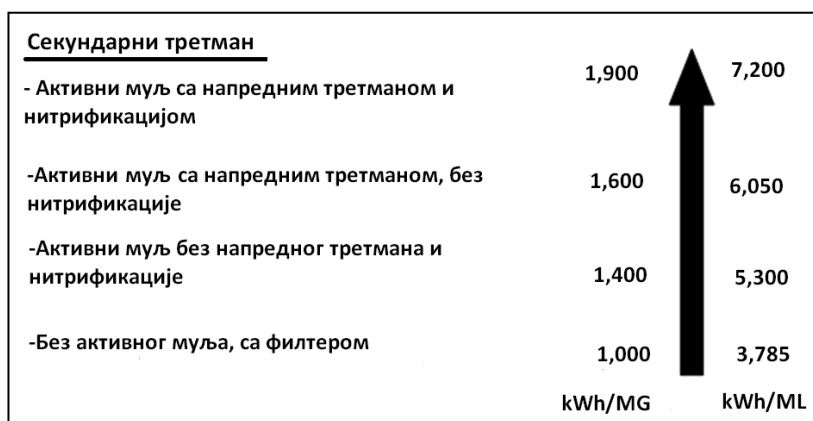 Секундарни третман
- Активни муљ са напредним третманом и
нитрификацијом
1,900
7,200
-Активни муљ са напредним третманом, без
нитрификације
1,600
6,050
-Активни муљ без напредног третмана и
нитрификације
1,400
5,300
-Без активног муља, са филтером
1,000
3,785
kWh/MG
kWh/ML